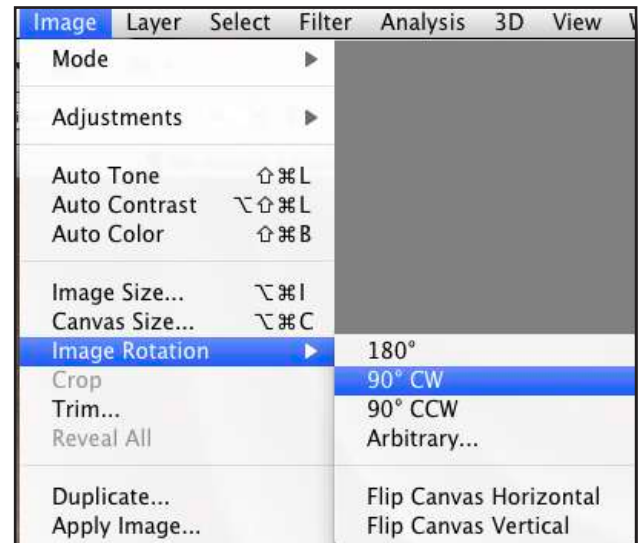 Image Layer Select Filter Analysis 3D View
Mode
Adjustments
Auto Tone ⇧⌘L
Auto Contrast ⌥⇧⌘L
Auto Color ⇧⌘B
Image Size... ⌥⌘I
Canvas Size... ⌥⌘C
Image Rotation
Crop
Trim...
Reveal All
Duplicate...
Apply Image...
180°
90° CW
90° CCW
Arbitrary...
Flip Canvas Horizontal
Flip Canvas Vertical